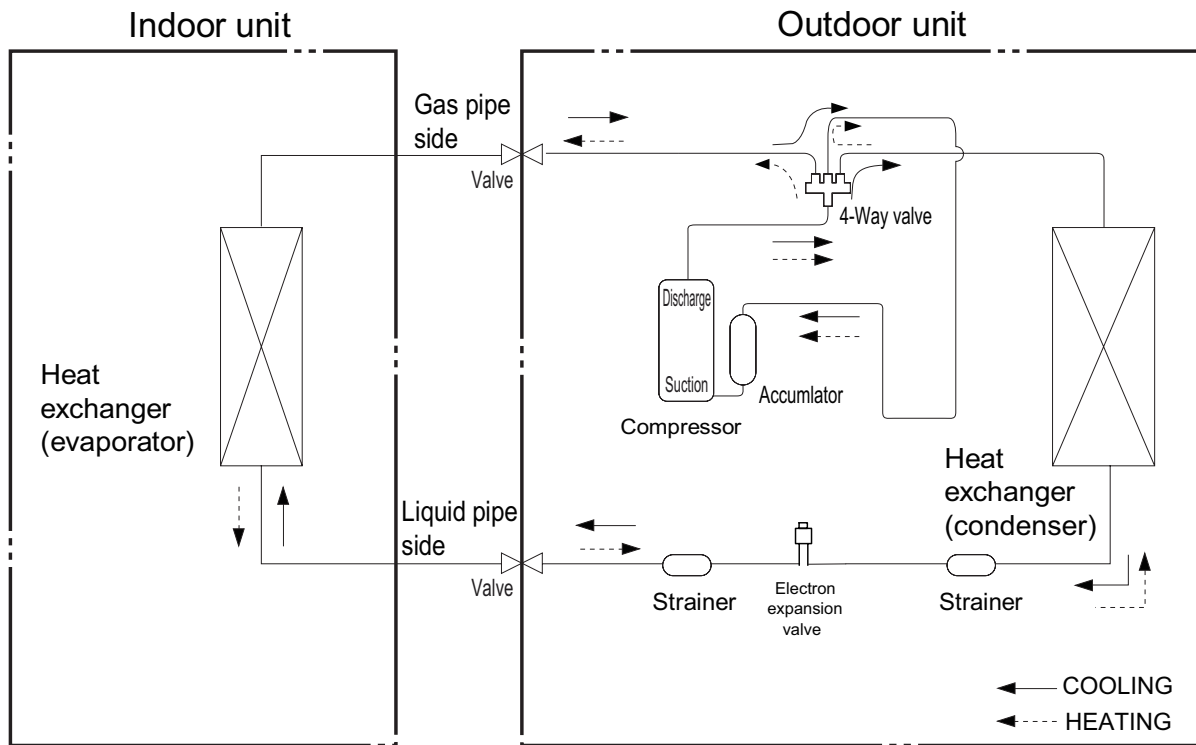 Indoor unit
Outdoor unit
Gas pipe
side
Valve
4-Way valve
Discharge
Suction
Accumlator
Compressor
Heat
exchanger
(evaporator)
Heat
exchanger
(condenser)
Liquid pipe
side
Valve
Strainer
Electron
expansion
valve
Strainer
COOLING
HEATING